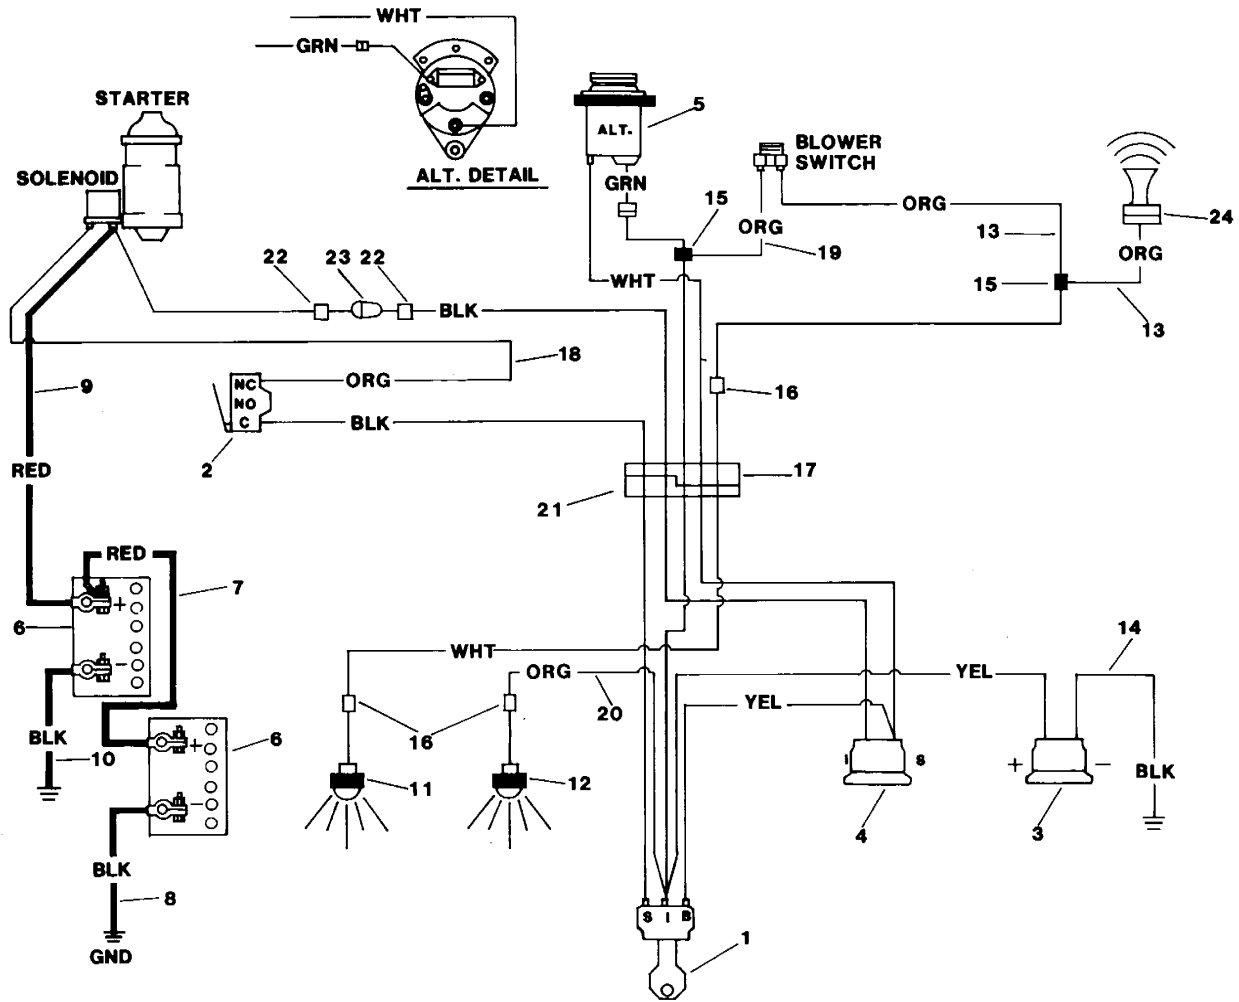 WHT
GRN
STARTER
5
ALT.
BLOWER
SWITCH
SOLENOID
ALT. DETAIL
GRN
15
ORG
24
ORG
13
ORG
19
22
23
22
WHT
15
BLK
13
18
9
NC
ORG
16
NO
C
BLK
2
RED
17
21
RED
7
+
6
-
14
WHT
ORG
YEL
20
YEL
BLK
10
+
6
16
I
S
+
-
BLK
11
12
-
4
3
BLK
8
S
I
B
GND
1